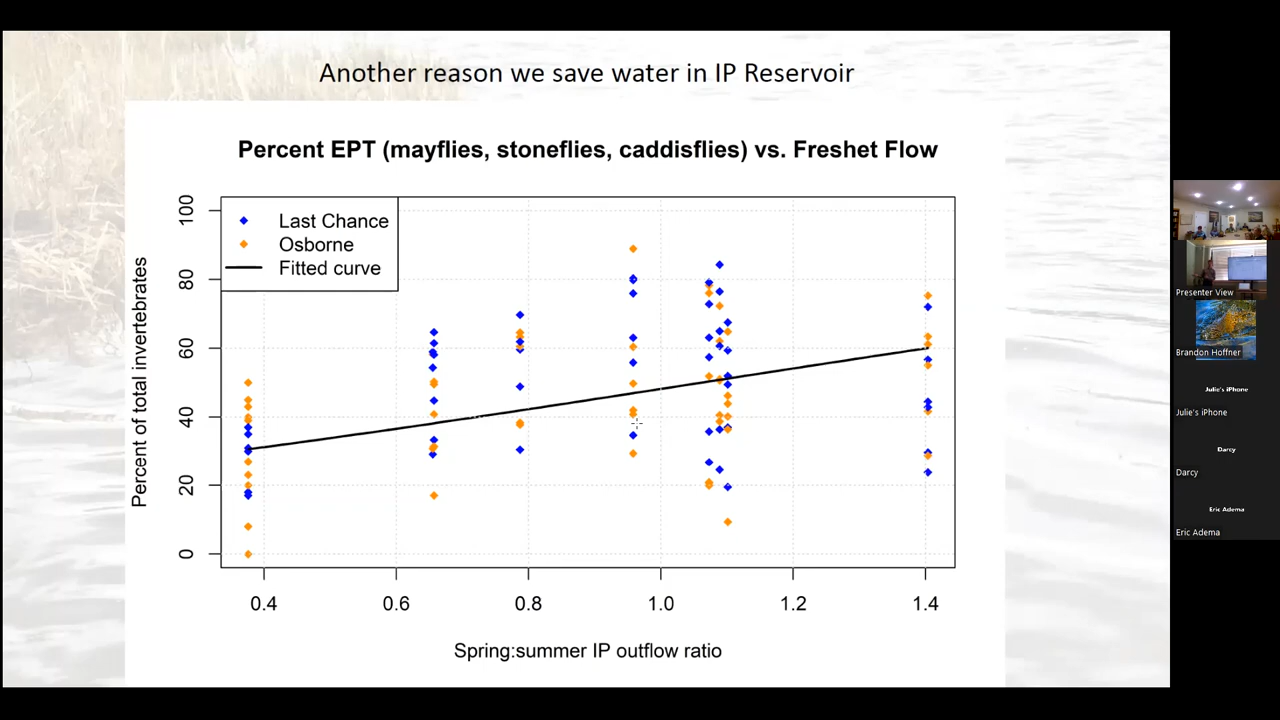 Another reason we save water in IP Reservoir
Percent EPT (mayflies, stoneflies, caddisflies) vs. Freshet Flow
Last Chance
Osborne
Fitted curve
Percent of total invertebrates
100
80
60
40
20
0
0.4
0.6
0.8
1.0
1.2
1.4
Spring:summer IP outflow ratio
Presenter View
Brandon Hoffner
Julie's iPhone
Julie's iPhone
Darcy
Darcy
Eric Adema
Eric Adema